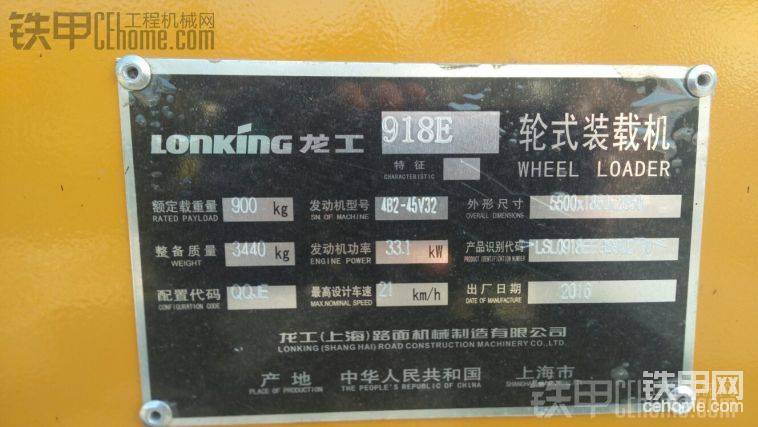 铁甲工程机械网
CEhome.com
LONKING 龙工 918E 轮式装载机
特征
CHARACTERISTIC
WHEEL LOADER
额定载重量 900 kg 发动机型号 4B2-45V32 外形尺寸
RATED PAYLOAD SN OF MACHINE OVERALL DIMENSIONS
整备质量 3440 kg 发动机功率 33.1 kW 产品识别代码
WEIGHT ENGINE POWER PRODUCT IDENTIFICATION NUMBER
配置代码 最高设计车速 21 km/h 出厂日期 2016
CONFIGURATION CODE MAX.NOMINAL SPEED DATE OF MANUFACTURE
龙工(上海)路面机械制造有限公司
LONKING (SHANG HAI) ROAD CONSTRUCTION MACHINERY CO.,LTD.
产地 中华人民共和国 上海市
PLACE OF PRODUCTION THE PEOPLE'S REPUBLIC OF CHINA
铁甲网
cehome.com